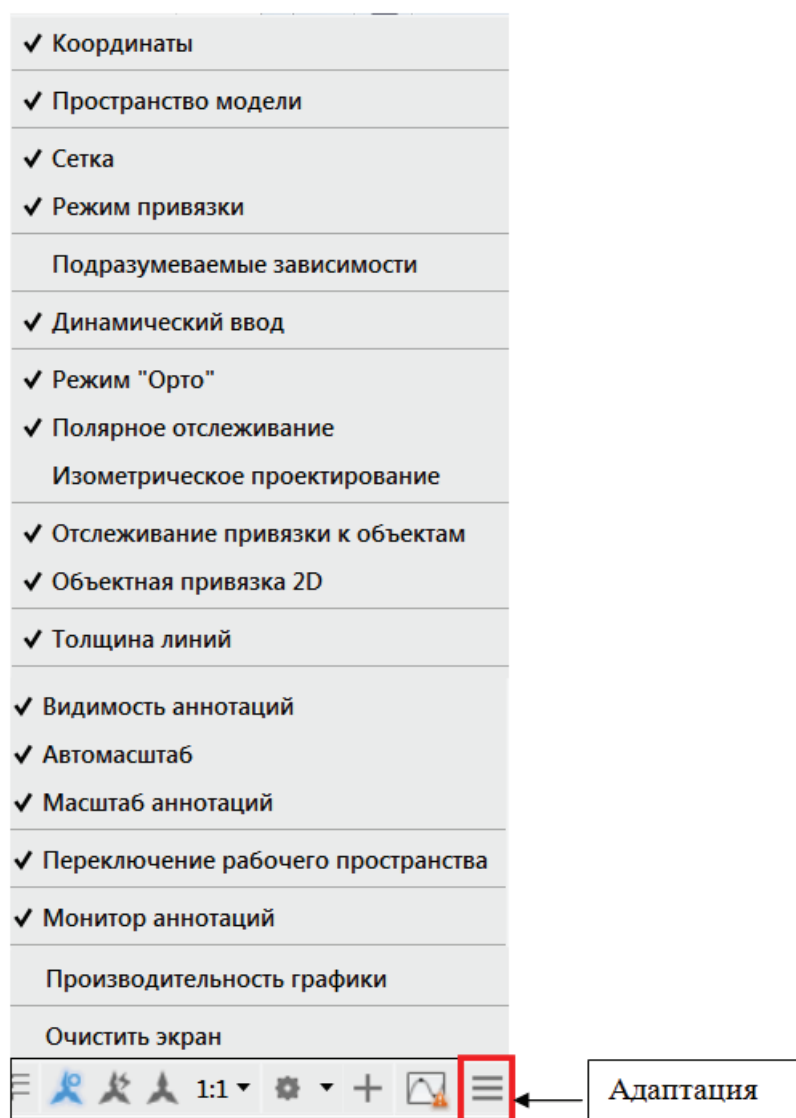 Координаты
Пространство модели
Сетка
Режим привязки
Подразумеваемые зависимости
Динамический ввод
Режим "Орто"
Полярное отслеживание
Изометрическое проектирование
Отслеживание привязки к объектам
Объектная привязка 2D
Толщина линий
Видимость аннотаций
Автомасштаб
Масштаб аннотаций
Переключение рабочего пространства
Монитор аннотаций
Производительность графики
Очистить экран
1:1
Адаптация